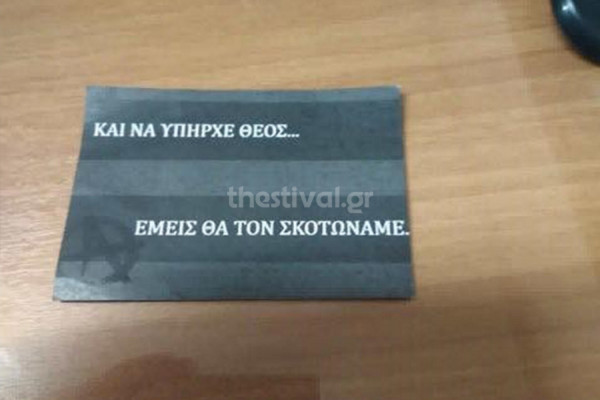 ΚΑΙ ΝΑ ΥΠΗΡΧΕ ΘΕΟΣ...
thestival.gr
ΕΜΕΙΣ ΘΑ ΤΟΝ ΣΚΟΤΩΝΑΜΕ.